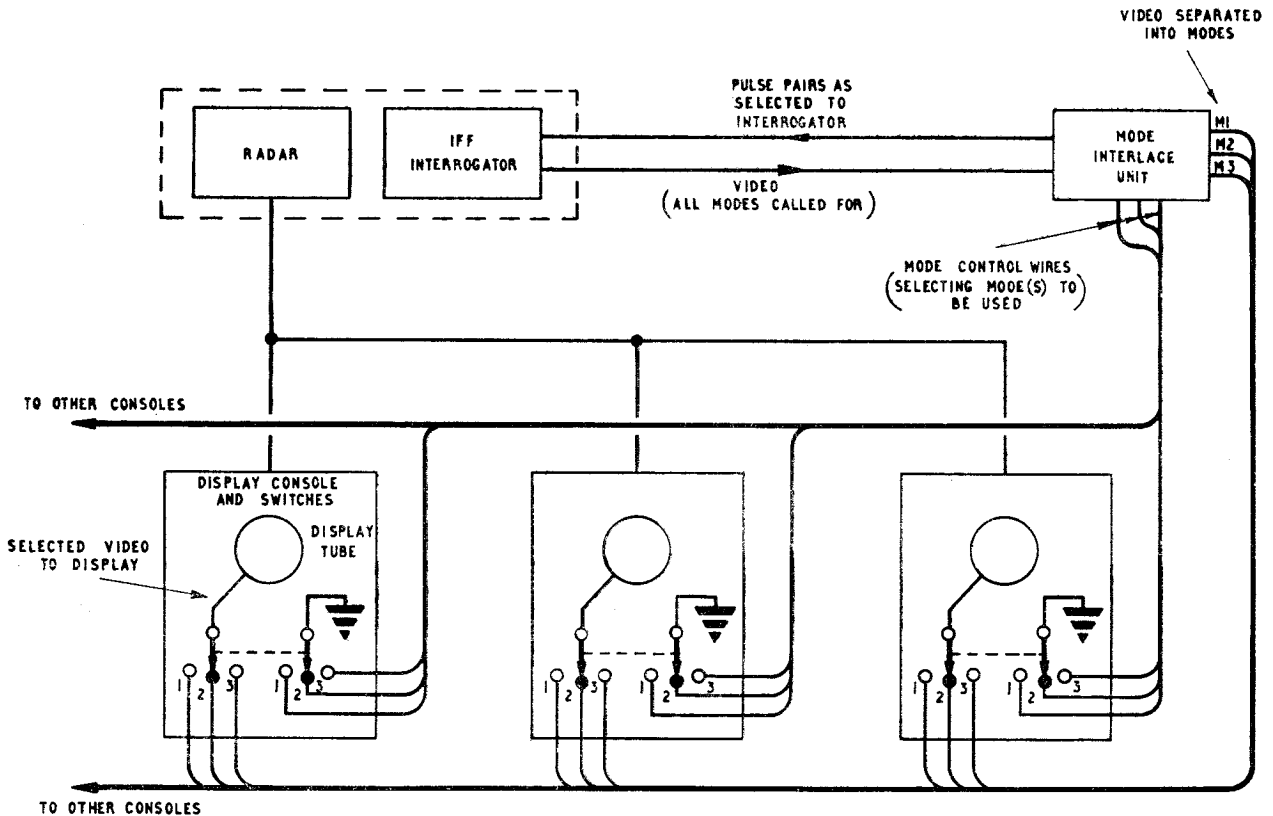 VIDEO SEPARATED
INTO MODES
PULSE PAIRS AS
SELECTED TO
INTERROGATOR
RADAR
IFF
INTERROGATOR
MODE
INTERLACE
UNIT
M1
M2
M3
VIDEO
(ALL MODES CALLED FOR)
MODE CONTROL WIRES
(SELECTING MODE(S) TO)
BE USED
TO OTHER CONSOLES
DISPLAY CONSOLE
AND SWITCHES
DISPLAY
TUBE
SELECTED VIDEO
TO DISPLAY
1 2 3 1 2 3
1 2 3 1 2 3
1 2 3 1 2 3
TO OTHER CONSOLES